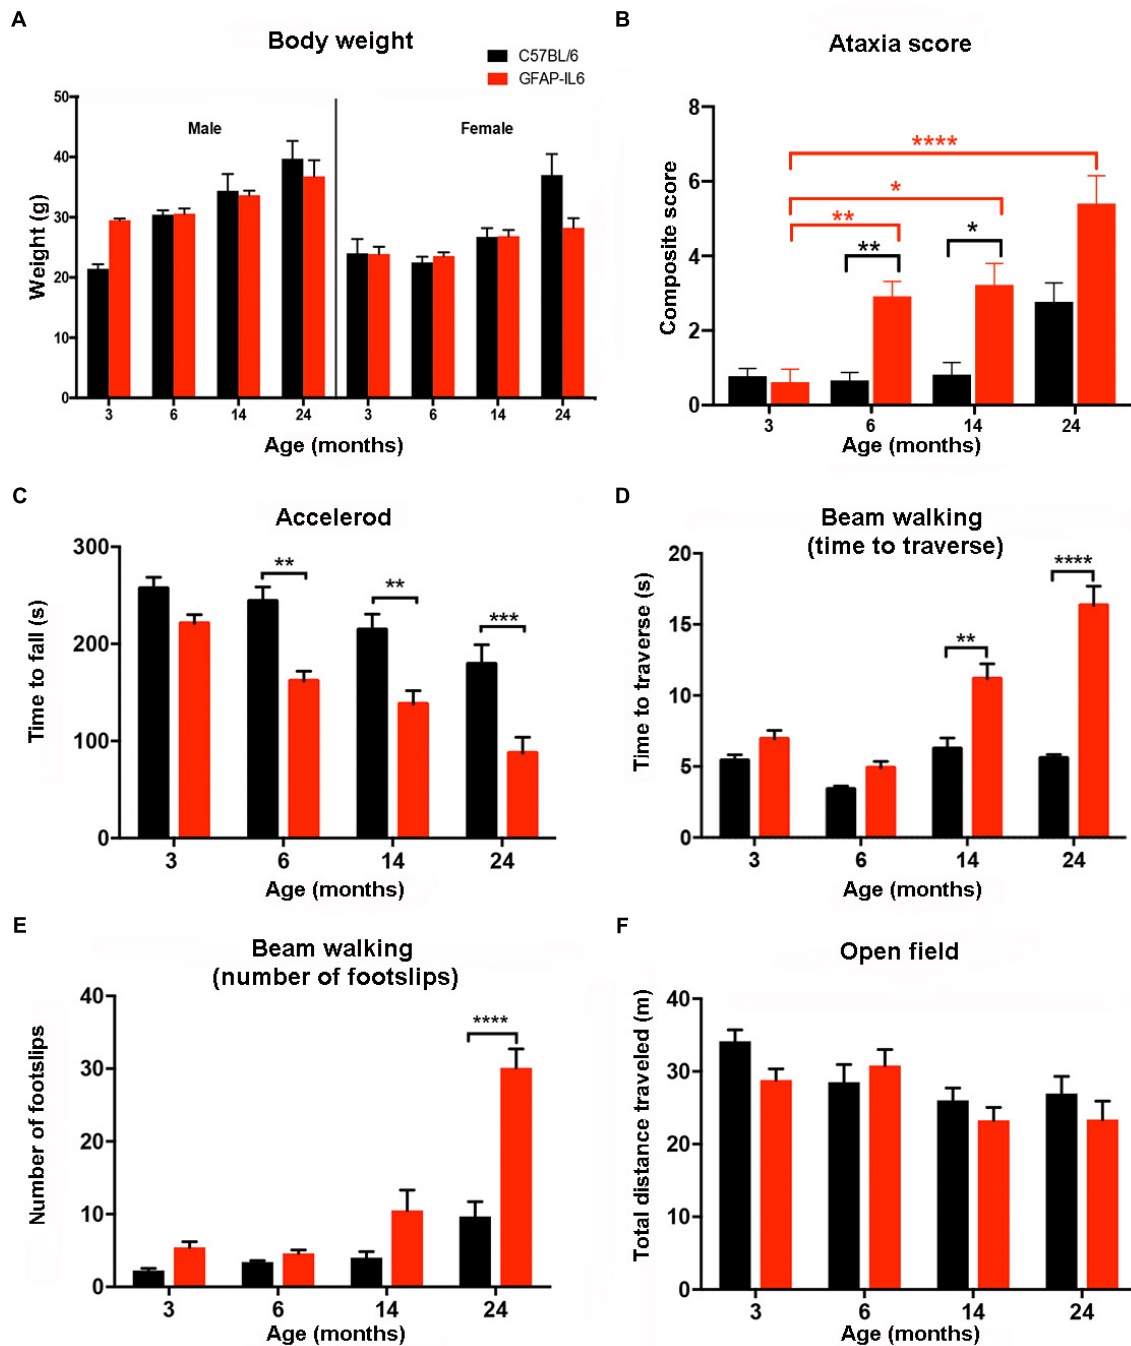 A
Body weight
C57BL/6
GFAP-IL6
Male
Female
Weight (g)
50
40
30
20
10
0
3 6 14 24 3 6 14 24
Age (months)
B
Ataxia score
Composite score
8
6
4
2
0
****
*
**
**
*
3 6 14 24
Age (months)
C
Accelerod
Time to fall (s)
300
200
100
0
**
**
***
3 6 14 24
Age (months)
D
Beam walking
(time to traverse)
Time to traverse (s)
20
15
10
5
0
**
****
3 6 14 24
Age (months)
E
Beam walking
(number of footslips)
Number of footslips
40
30
20
10
0
****
3 6 14 24
Age (months)
F
Open field
Total distance traveled (m)
40
30
20
10
0
3 6 14 24
Age (months)